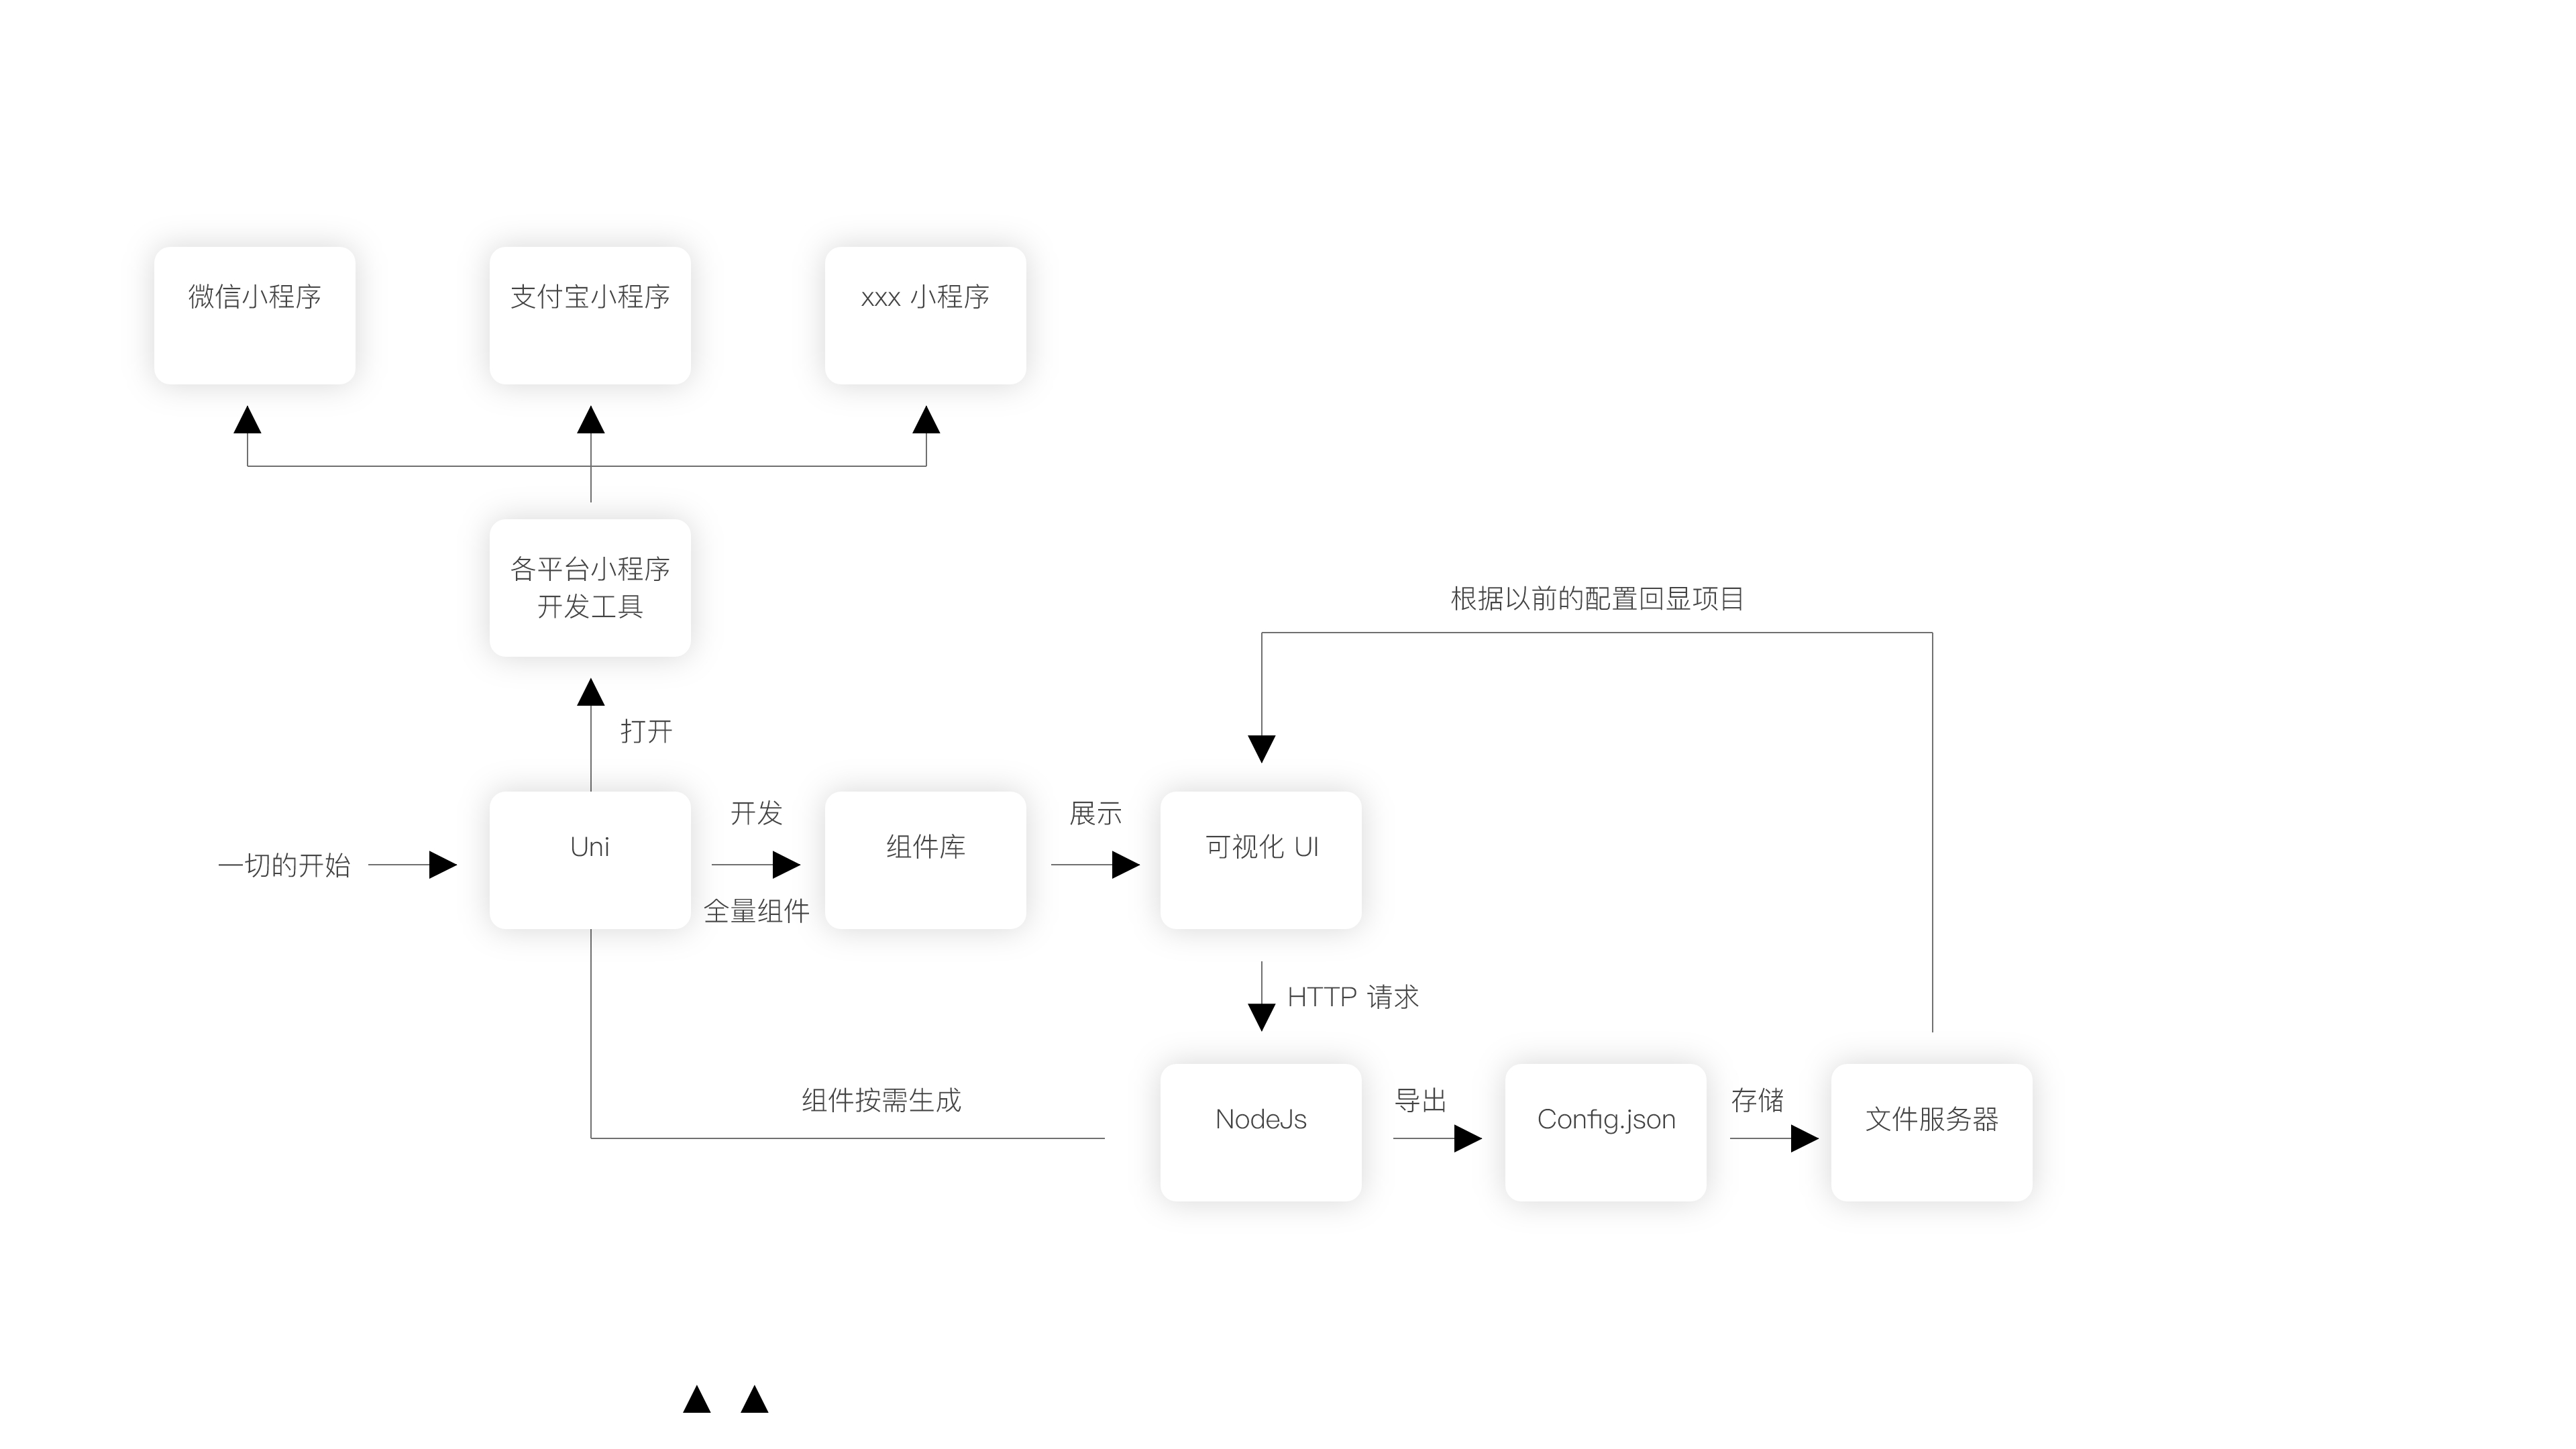 微信小程序
支付宝小程序
xxx 小程序
各平台小程序
开发工具
根据以前的配置回显项目
打开
一切的开始
Uni
开发
全量组件
组件库
展示
可视化 UI
HTTP 请求
组件按需生成
NodeJs
导出
Config.json
存储
文件服务器